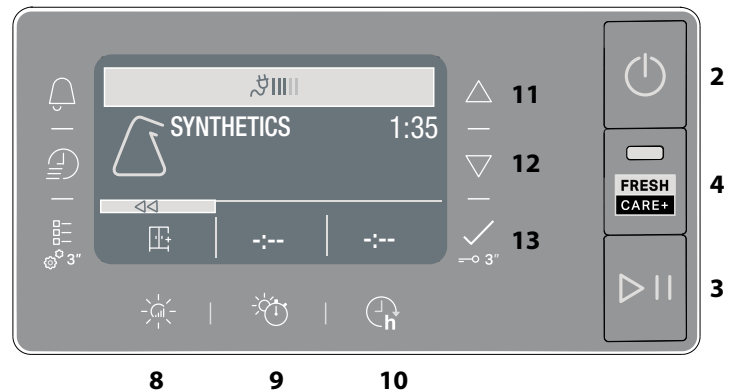 SYNTHETICS 1:35
-:-- -:--
3"
3"
h
FRESH
CARE+
2
4
3
11
12
13
8 9 10